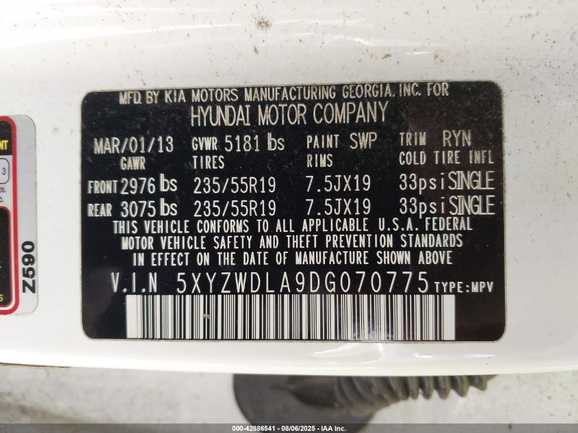 MFD. BY KIA MOTORS MANUFACTURING GEORGIA, INC. FOR
HYUNDAI MOTOR COMPANY
MAR/01/13 GVWR 5181 lbs PAINT SWP TRIM RYN
GAWR TIRES RIMS COLD TIRE INFL
FRONT 2976 lbs 235/55R19 7.5JX19 33psi SINGLE
REAR 3075 lbs 235/55R19 7.5JX19 33psi SINGLE
THIS VEHICLE CONFORMS TO ALL APPLICABLE U.S.A. FEDERAL
MOTOR VEHICLE SAFETY AND THEFT PREVENTION STANDARDS
IN EFFECT ON THE DATE OF MANUFACTURE SHOWN ABOVE.
V.I.N 5XYZWDLA9DG070775 TYPE:MPV
Z590
3
000-42886541 - 08/06/2025 - IAA, Inc.